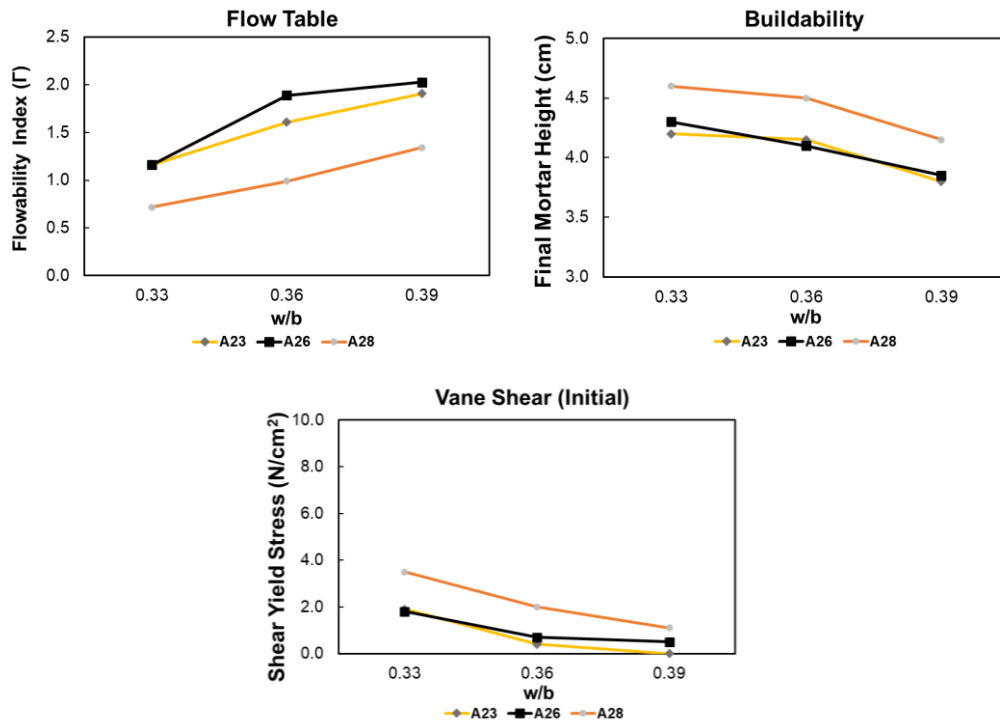 Flow Table
Flowability Index (Γ)
2.5
2.0
1.5
1.0
0.5
0.0
0.33 0.36 0.39
w/b
A23 A26 A28
Buildability
Final Mortar Height (cm)
5.0
4.5
4.0
3.5
3.0
0.33 0.36 0.39
w/b
A23 A26 A28
Vane Shear (Initial)
Shear Yield Stress (N/cm²)
10.0
8.0
6.0
4.0
2.0
0.0
0.33 0.36 0.39
w/b
A23 A26 A28